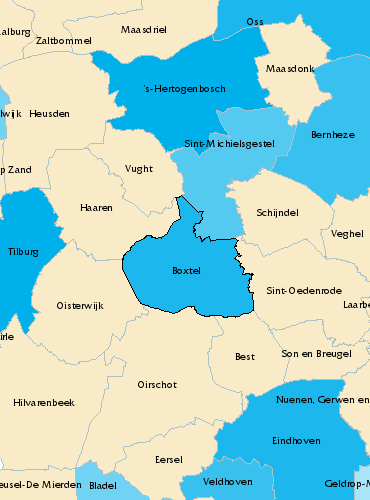 Oss
Maasdriel
aalburg
Zaltbommel
Maasdonk
's-Hertogenbosch
lwijk
Heusden
Bernheze
Sint-Michielsgestel
p Zand
Vught
Haaren
Schijndel
Veghel
Tilburg
Boxtel
Sint-Oedenrode
Oisterwijk
Laarbe
irle
Best
Son en Breugel
Oirschot
Hilvarenbeek
Nuenen, Gerwen en
Eindhoven
Eersel
eusel-De Mierden
Bladel
Veldhoven
Geldrop-M